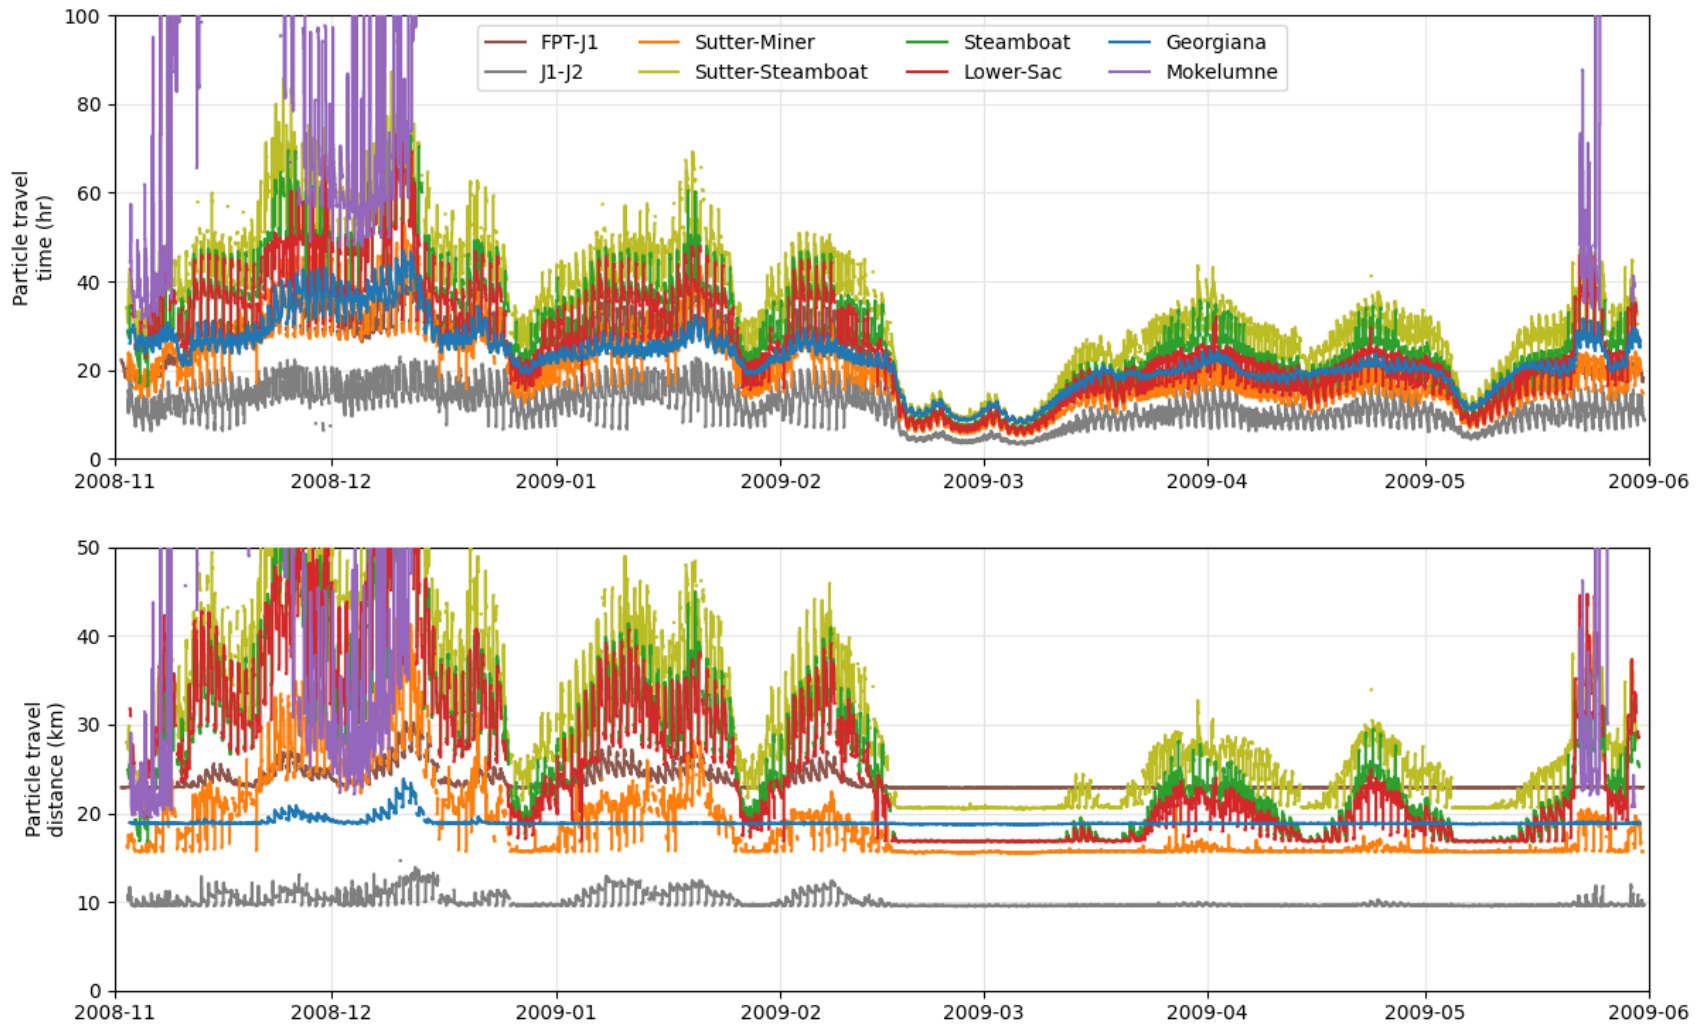 100
80
60
40
20
0
Particle travel
time (hr)
FPT-J1
J1-J2
Sutter-Miner
Sutter-Steamboat
Steamboat
Lower-Sac
Georgiana
Mokelumne
2008-11
2008-12
2009-01
2009-02
2009-03
2009-04
2009-05
2009-06
50
40
30
20
10
0
Particle travel
distance (km)
2008-11
2008-12
2009-01
2009-02
2009-03
2009-04
2009-05
2009-06